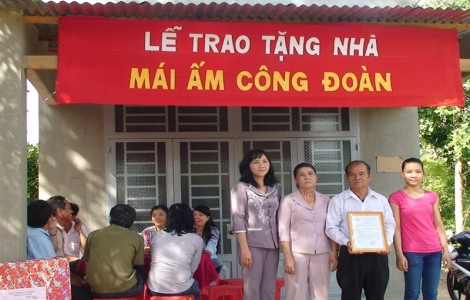 LỄ TRAO TẶNG NHÀ
MÁI ẤM CÔNG ĐOÀN